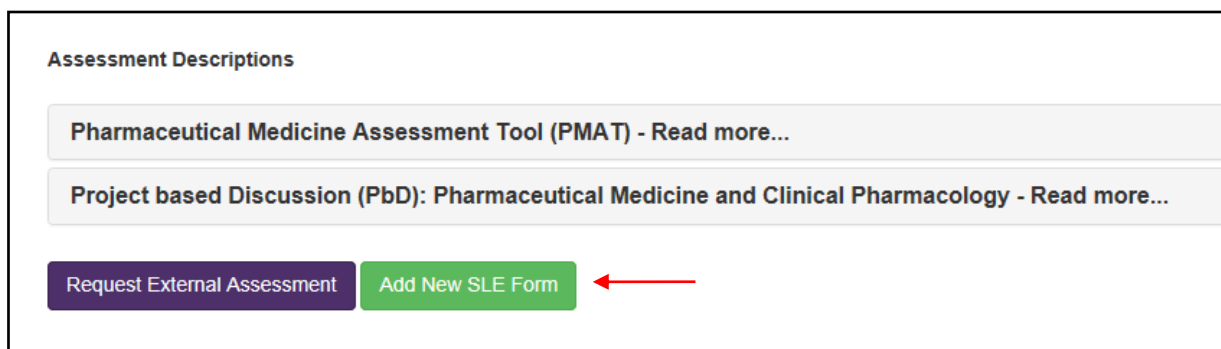 Assessment Descriptions
Pharmaceutical Medicine Assessment Tool (PMAT) - Read more...
Project based Discussion (PbD): Pharmaceutical Medicine and Clinical Pharmacology - Read more...
Request External Assessment Add New SLE Form